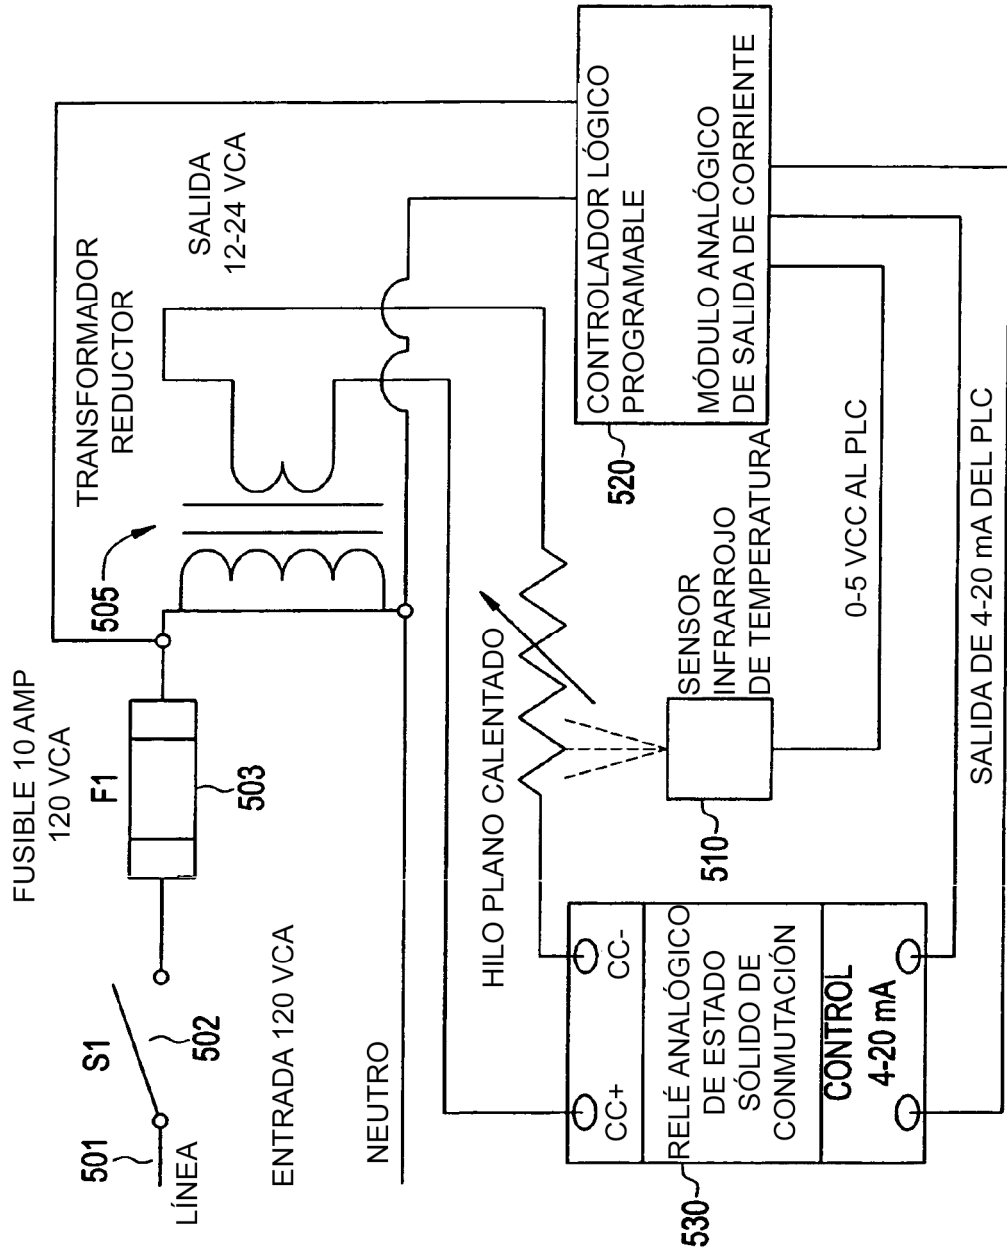 FUSIBLE 10 AMP
120 VCA
F1
503
S1
502
501
LÍNEA
ENTRADA 120 VCA
NEUTRO
505
TRANSFORMADOR
REDUCTOR
SALIDA
12-24 VCA
HILO PLANO CALENTADO
SENSOR
INFRARROJO
DE TEMPERATURA
510
520
CONTROLADOR LÓGICO
PROGRAMABLE
MÓDULO ANALÓGICO
DE SALIDA DE CORRIENTE
0-5 VCC AL PLC
SALIDA DE 4-20 mA DEL PLC
CC+
CC-
RELÉ ANALÓGICO
DE ESTADO
SÓLIDO DE
CONMUTACIÓN
CONTROL
4-20 mA
530